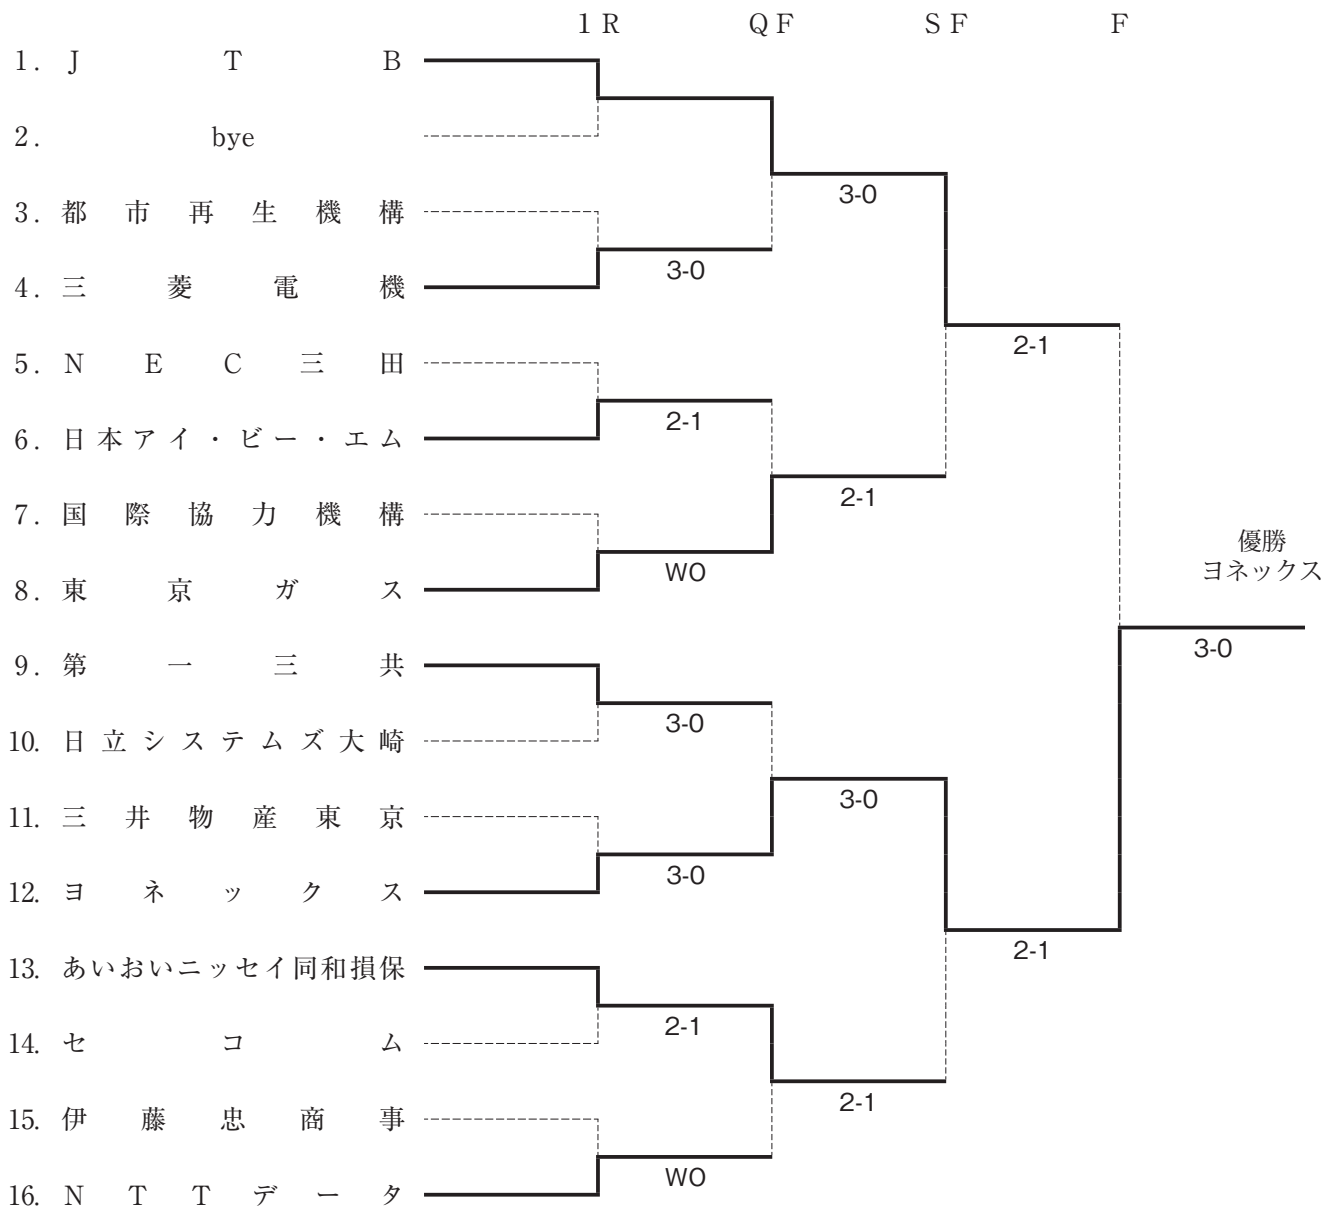 1R QF SF F
1. JTB
2. bye
3-0
3. 都市再生機構
3-0
4. 三菱電機
2-1
5. NEC三田
2-1
6. 日本アイ・ビー・エム
2-1
7. 国際協力機構
優勝
ヨネックス
WO
8. 東京ガス
3-0
9. 第一三共
3-0
10. 日立システムズ大崎
3-0
11. 三井物産東京
3-0
12. ヨネックス
2-1
13. あいおいニッセイ同和損保
2-1
14. セコム
2-1
15. 伊藤忠商事
WO
16. NTTデータ